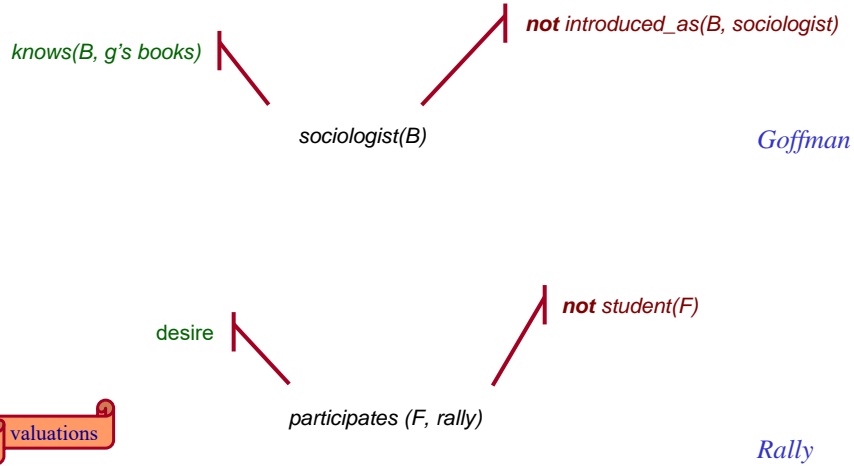 not introduced_as(B, sociologist)
knows(B, g's books)
sociologist(B)
Goffman
not student(F)
desire
participates (F, rally)
valuations
Rally